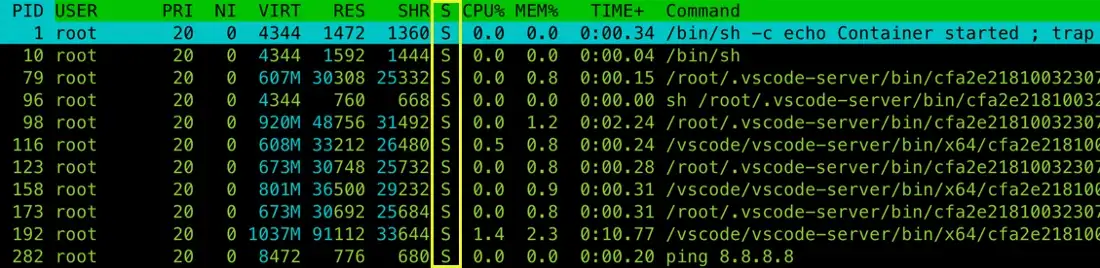 PID USER PRI NI VIRT RES SHR S CPU% MEM% TIME+ Command
1 root 20 0 4344 1472 1360 S 0.0 0.0 0:00.34 /bin/sh -c echo Container started ; trap
10 root 20 0 4344 1592 1444 S 0.0 0.0 0:00.04 /bin/sh
79 root 20 0 607M 30308 25332 S 0.0 0.8 0:00.15 /root/.vscode-server/bin/cfa2e21810032307
96 root 20 0 4344 760 668 S 0.0 0.0 0:00.00 sh /root/.vscode-server/bin/cfa2e21810032
98 root 20 0 920M 48756 31492 S 0.0 1.2 0:02.24 /root/.vscode-server/bin/cfa2e21810032307
116 root 20 0 608M 33212 26480 S 0.5 0.8 0:00.24 /vscode/vscode-server/bin/x64/cfa2e218100
123 root 20 0 673M 30748 25732 S 0.0 0.8 0:00.28 /root/.vscode-server/bin/cfa2e21810032307
158 root 20 0 801M 36500 29232 S 0.0 0.9 0:00.31 /vscode/vscode-server/bin/x64/cfa2e218100
173 root 20 0 673M 30692 25684 S 0.0 0.8 0:00.31 /root/.vscode-server/bin/cfa2e21810032307
192 root 20 0 1037M 91112 33644 S 1.4 2.3 0:10.77 /vscode/vscode-server/bin/x64/cfa2e218100
282 root 20 0 8472 776 680 S 0.0 0.0 0:00.20 ping 8.8.8.8